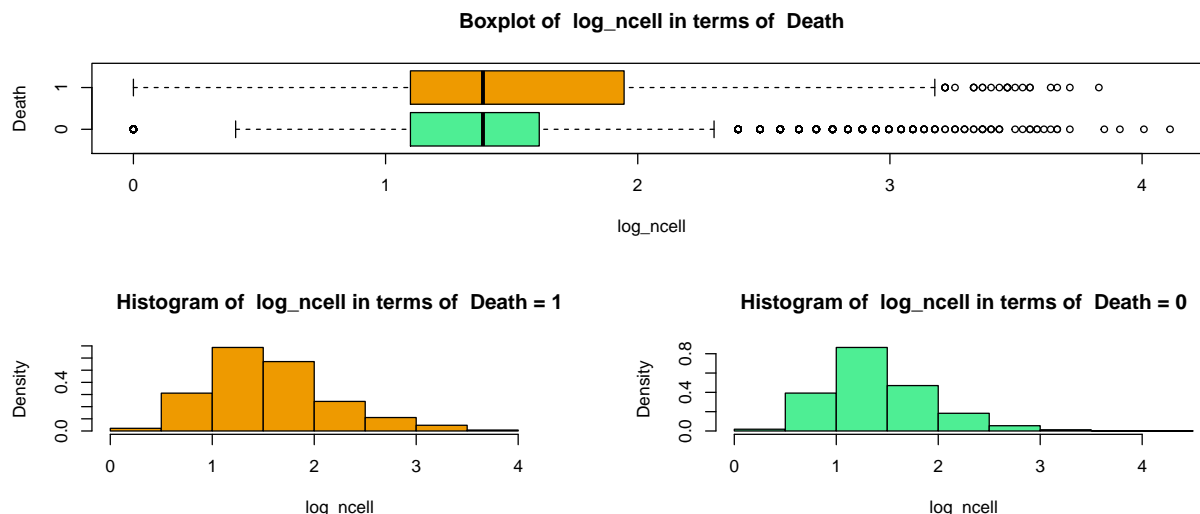 Boxplot of  log_ncell in terms of  Death
Death
1
0
0 1 2 3 4
log_ncell
Histogram of  log_ncell in terms of  Death = 1
Density
0.4
0.0
0 1 2 3 4
log_ncell
Histogram of  log_ncell in terms of  Death = 0
Density
0.8
0.4
0.0
0 1 2 3 4
log_ncell